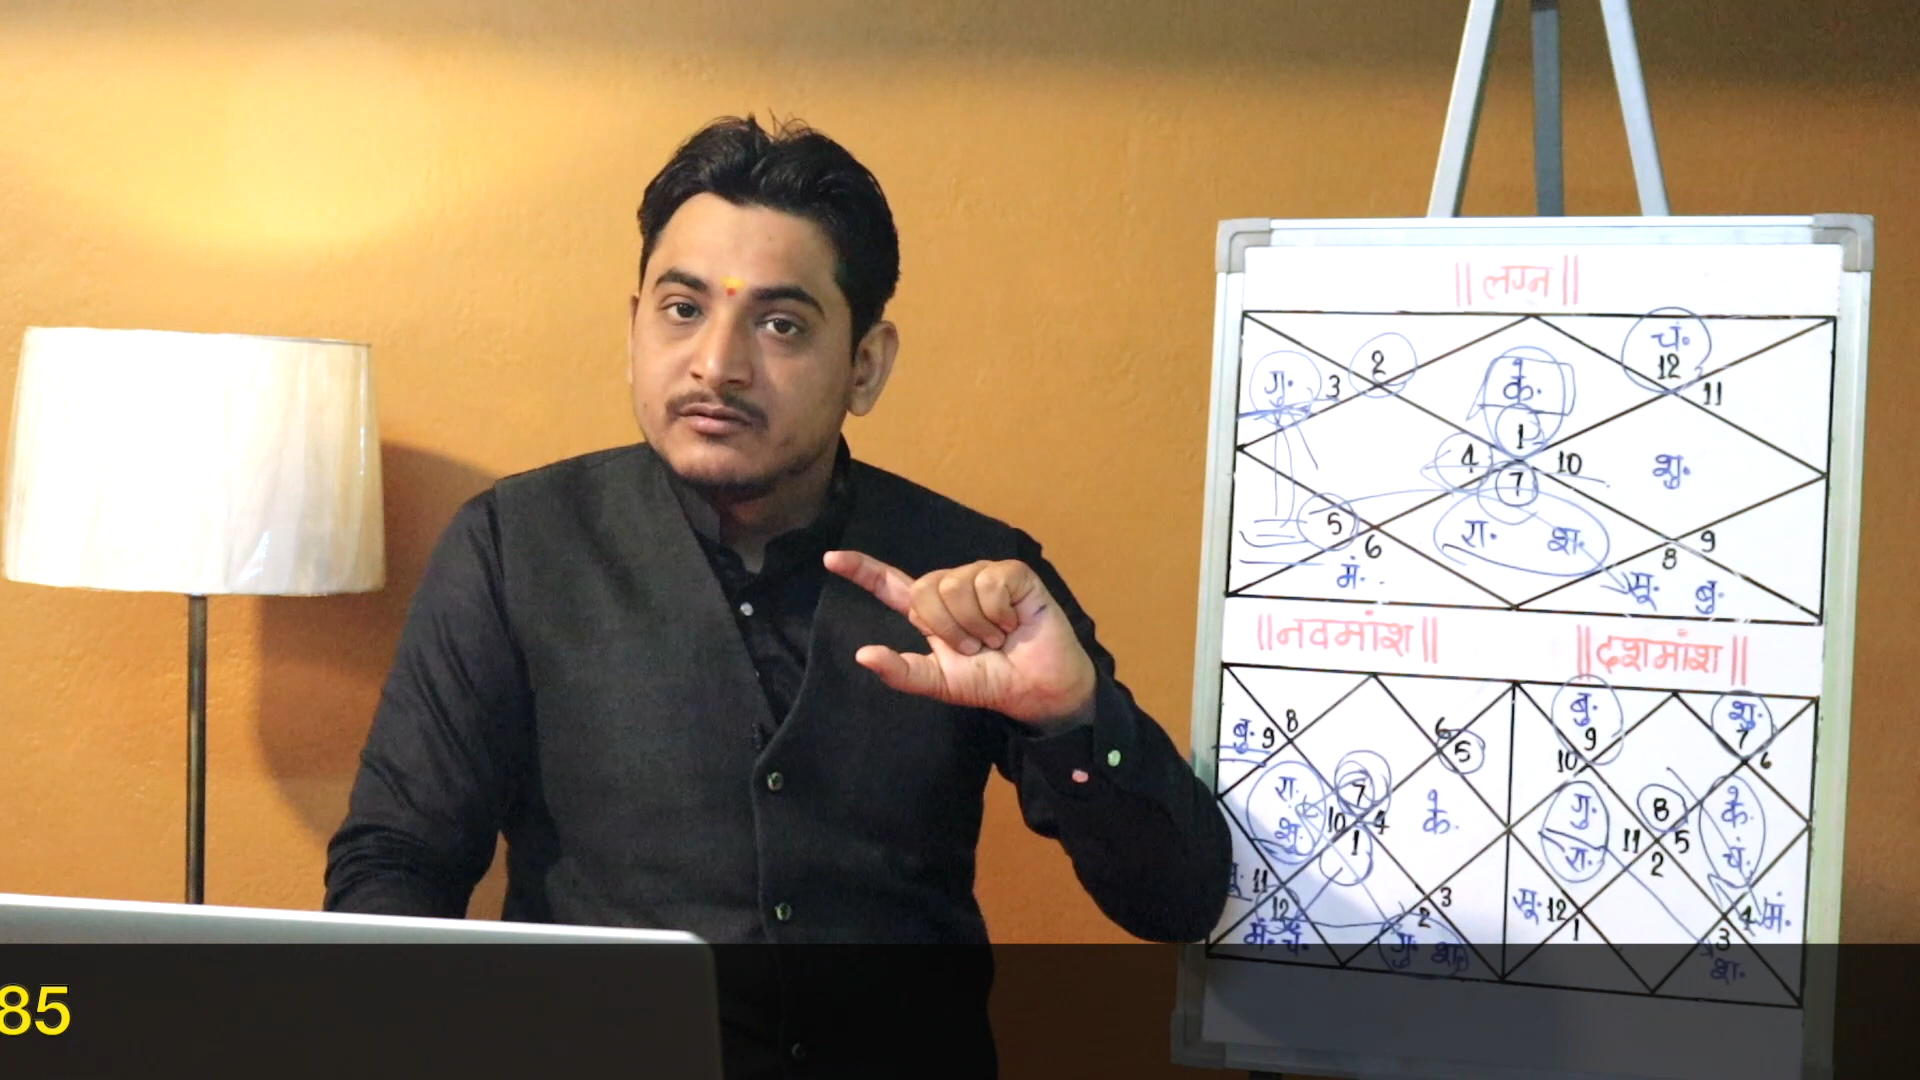 || लग्न ||
चं.
12
2
के.
गु. 3
11
1
4
10
शु.
7
5
रा. श.
9
6
8
मं.
सू. बु.
|| नवमांश ||
|| दशमांश ||
बु. 9
8
6
5
7
रा.
शु.
10
4
के.
1
11
12
3
2
मं. चं.
गु. श.
बु.
9
शु.
7
10
6
गु.
8
के.
रा.
11
5
चं.
2
सू. 12
1
4 मं.
3
श.
85